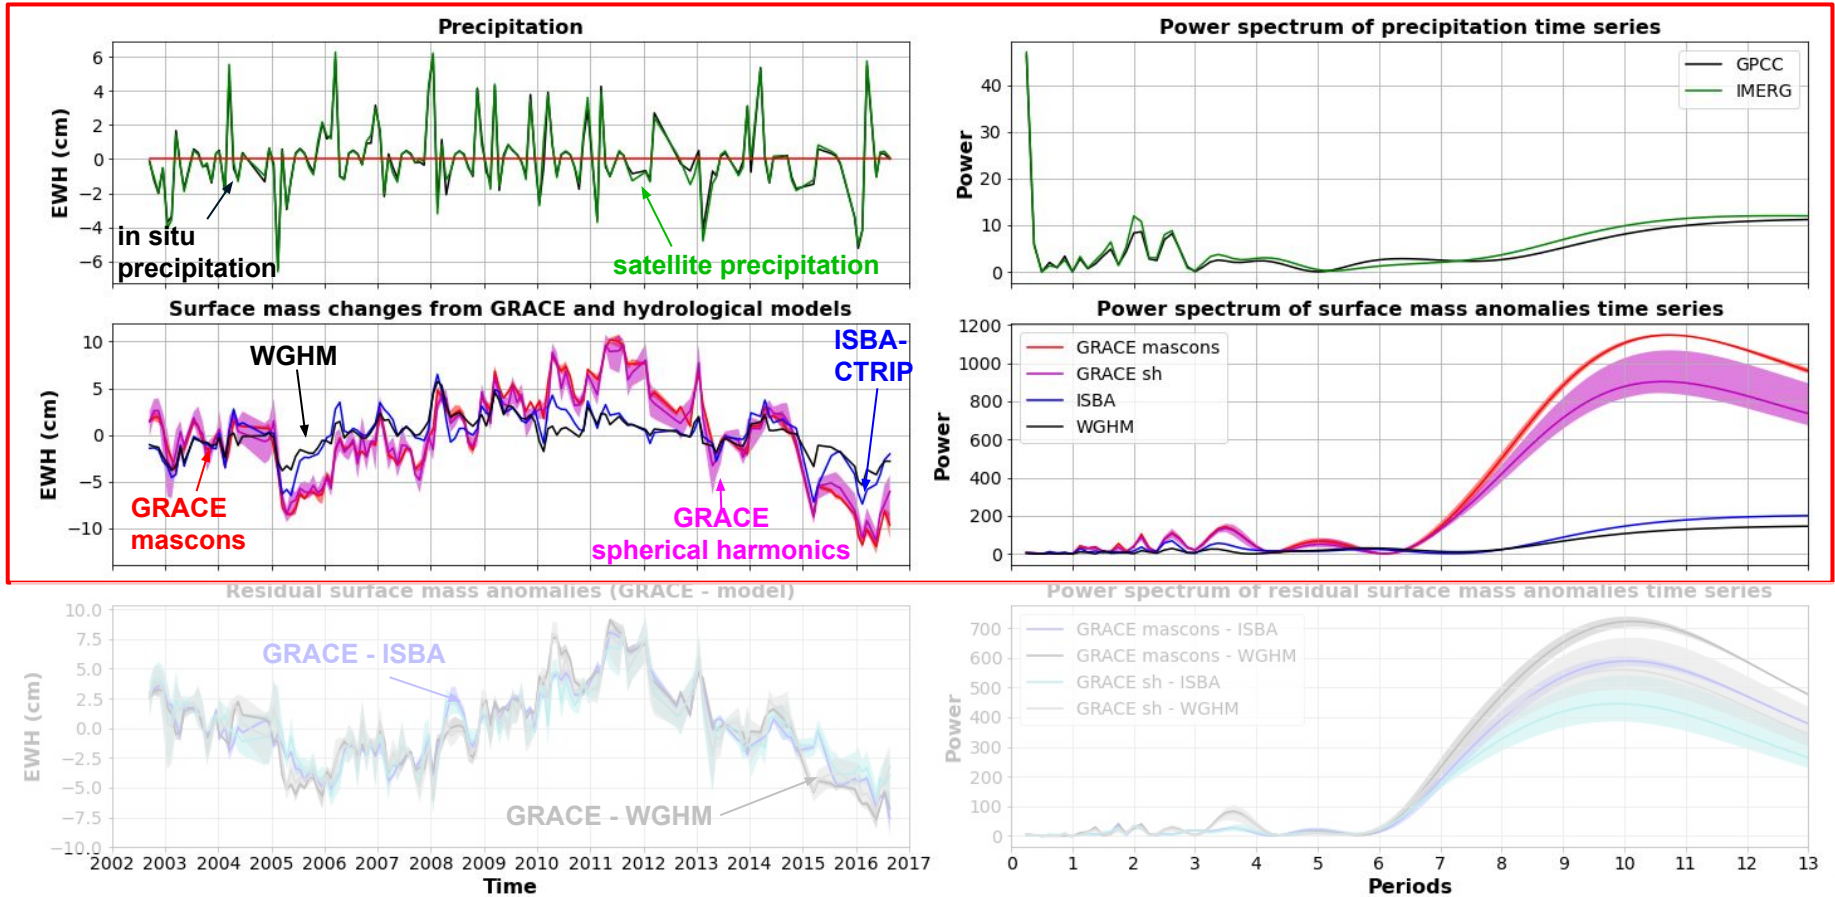 Precipitation
6
4
2
0
−2
−4
−6
EWH (cm)
in situ
precipitation
satellite precipitation
Power spectrum of precipitation time series
40
30
20
10
0
Power
GPCC
IMERG
Surface mass changes from GRACE and hydrological models
10
5
0
−5
−10
EWH (cm)
WGHM
ISBA-
CTRIP
GRACE
mascons
GRACE
spherical harmonics
Power spectrum of surface mass anomalies time series
1200
1000
800
600
400
200
0
Power
GRACE mascons
GRACE sh
ISBA
WGHM
Residual surface mass anomalies (GRACE - model)
10.0
7.5
5.0
2.5
0.0
−2.5
−5.0
−7.5
−10.0
EWH (cm)
GRACE - ISBA
GRACE - WGHM
2002 2003 2004 2005 2006 2007 2008 2009 2010 2011 2012 2013 2014 2015 2016 2017
Time
Power spectrum of residual surface mass anomalies time series
700
600
500
400
300
200
100
0
Power
GRACE mascons - ISBA
GRACE mascons - WGHM
GRACE sh - ISBA
GRACE sh - WGHM
0 1 2 3 4 5 6 7 8 9 10 11 12 13
Periods